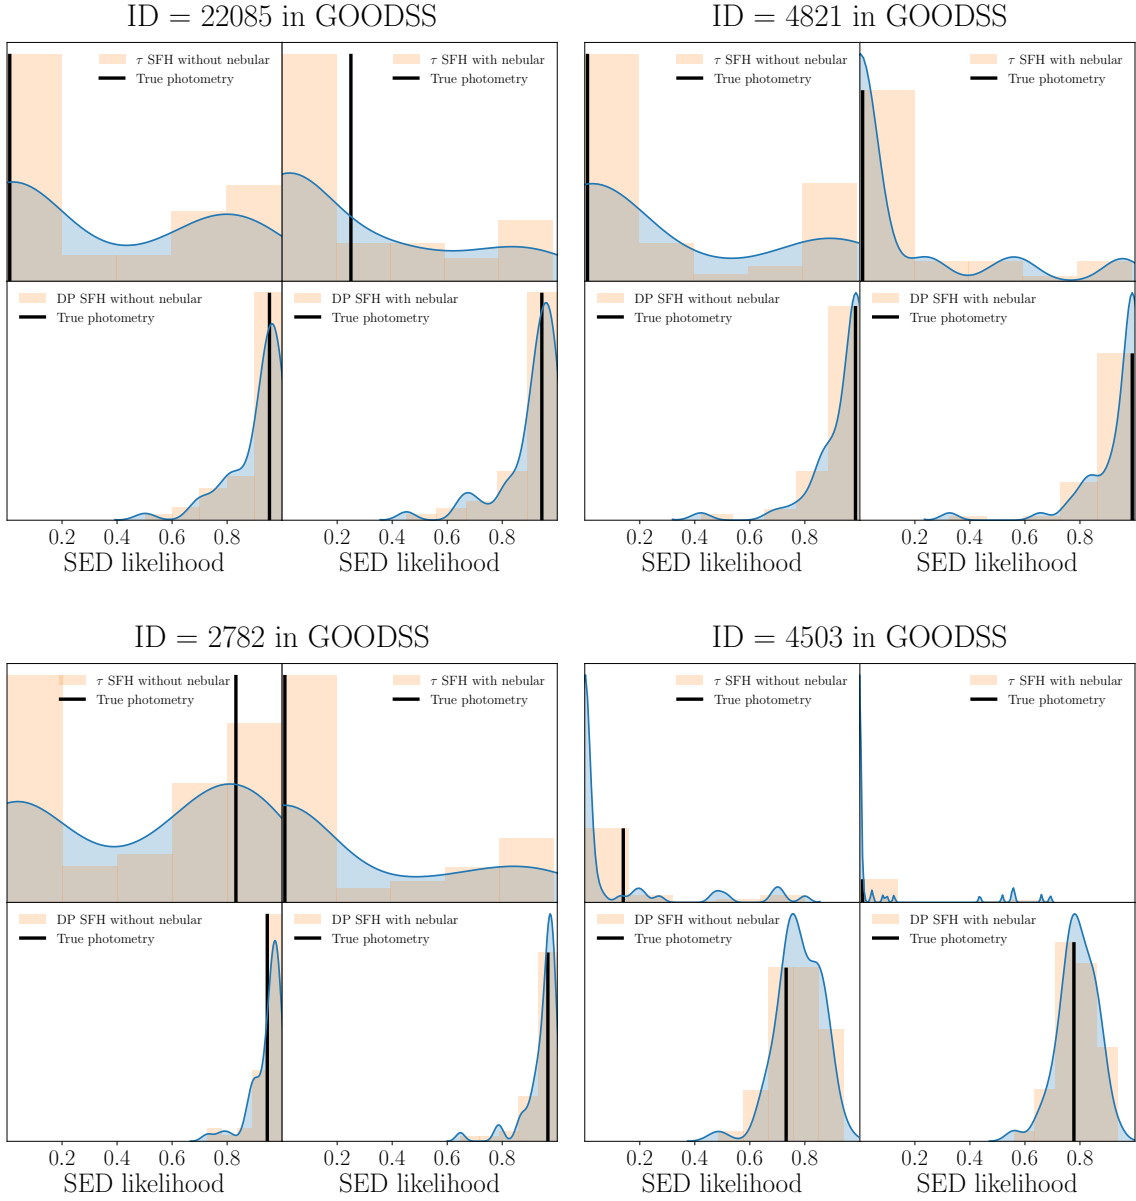 ID = 22085 in GOODSS
τ SFH without nebular
True photometry
τ SFH with nebular
True photometry
DP SFH without nebular
True photometry
DP SFH with nebular
True photometry
0.2 0.4 0.6 0.8
SED likelihood
0.2 0.4 0.6 0.8
SED likelihood
ID = 4821 in GOODSS
τ SFH without nebular
True photometry
τ SFH with nebular
True photometry
DP SFH without nebular
True photometry
DP SFH with nebular
True photometry
0.2 0.4 0.6 0.8
SED likelihood
0.2 0.4 0.6 0.8
SED likelihood
ID = 2782 in GOODSS
τ SFH without nebular
True photometry
τ SFH with nebular
True photometry
DP SFH without nebular
True photometry
DP SFH with nebular
True photometry
0.2 0.4 0.6 0.8
SED likelihood
0.2 0.4 0.6 0.8
SED likelihood
ID = 4503 in GOODSS
τ SFH without nebular
True photometry
τ SFH with nebular
True photometry
DP SFH without nebular
True photometry
DP SFH with nebular
True photometry
0.2 0.4 0.6 0.8
SED likelihood
0.2 0.4 0.6 0.8
SED likelihood